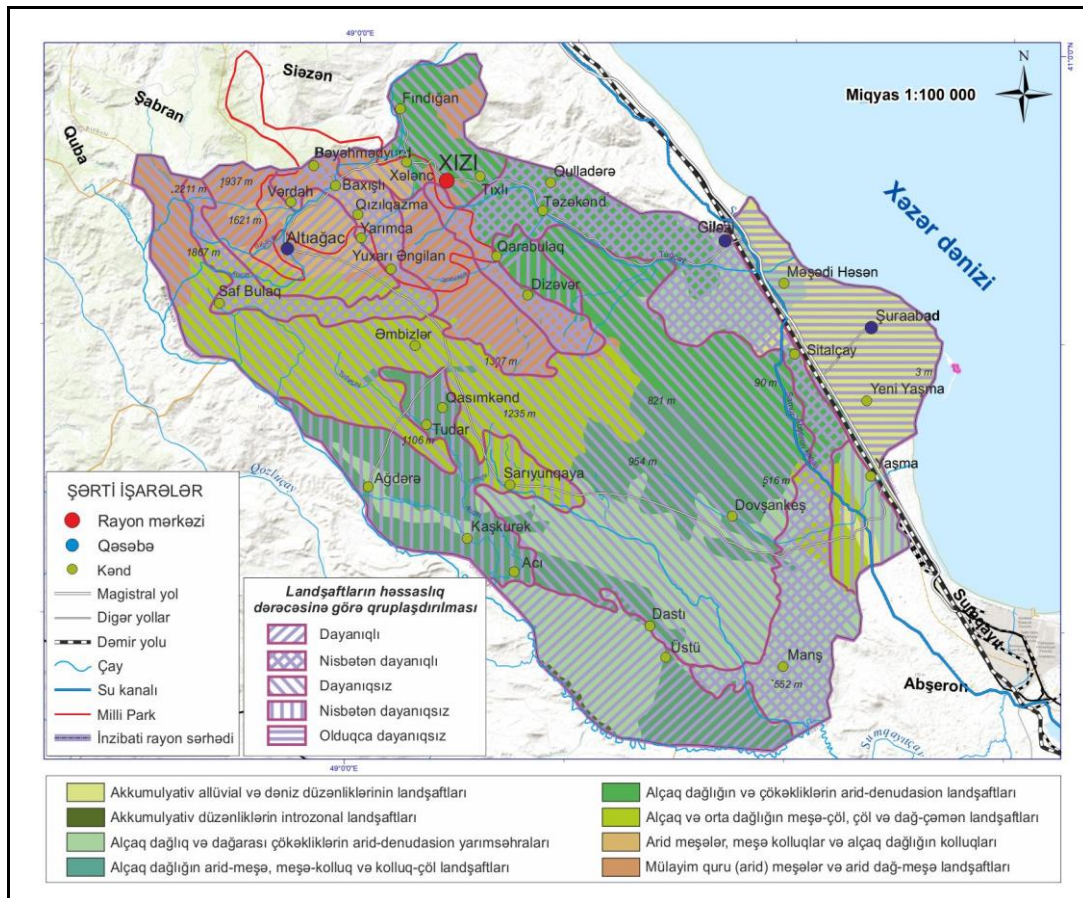 49°0'0"E
41°0'0"N
Siəzən
Şabran
Quba
Miqyas 1:100 000
N
Fındığan
Bəyəhmədyurd
XIZI
Xələnc
Tıxlı
Qulladərə
2211 m
1937 m
Baxışlı
Vərdah
Qızılqazma
Təzəkənd
1621 m
Yarımca
Giləzi
Xəzər dənizi
Altıağac
Yuxarı Əngilan
Qarabulaq
1867 m
Məşədi Həsən
Saf Bulaq
Dizəvər
Şuraabad
Əmbizlər
Sitalçay
1307 m
90 m
3 m
Yeni Yaşma
821 m
Qasımkənd
1235 m
Tudar
1106 m
954 m
Yaşma
Qozluçay
Ağdərə
Sarıyunqaya
516 m
Dovşankeş
Kaşkurək
Acı
Dastı
Üstü
Manş
552 m
Sumqayıt
Abşeron
Sumqayıtçay
ŞƏRTİ İŞARƏLƏR
Rayon mərkəzi
Qəsəbə
Kənd
Magistral yol
Digər yollar
Dəmir yolu
Çay
Su kanalı
Milli Park
İnzibati rayon sərhədi
Landşaftların həssaslıq
dərəcəsinə görə qruplaşdırılması
Dayanıqlı
Nisbətən dayanıqlı
Dayanıqsız
Nisbətən dayanıqsız
Olduqca dayanıqsız
49°0'0"E
Akkumulyativ allüvial və dəniz düzənliklərinin landşaftları
Akkumulyativ düzənliklərin introzonal landşaftları
Alçaq dağlıq və dağarası çökəkliklərin arid-denudasion yarımsəhraları
Alçaq dağlığın arid-meşə, meşə-kolluq və kolluq-çöl landşaftları
Alçaq dağlığın və çökəkliklərin arid-denudasion landşaftları
Alçaq və orta dağlığın meşə-çöl, çöl və dağ-çəmən landşaftları
Arid meşələr, meşə kolluqlar və alçaq dağlığın kolluqları
Mülayim quru (arid) meşələr və arid dağ-meşə landşaftları